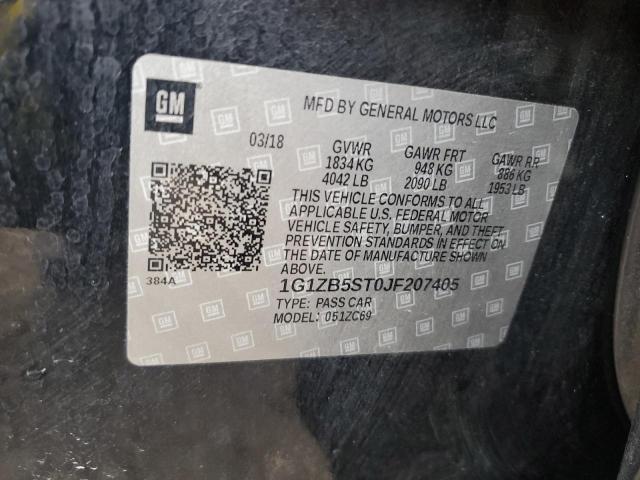 GM
MFD BY GENERAL MOTORS LLC
03/18 GVWR GAWR FRT GAWR RR
1834 KG 948 KG 886 KG
4042 LB 2090 LB 1953 LB
THIS VEHICLE CONFORMS TO ALL
APPLICABLE U.S. FEDERAL MOTOR
VEHICLE SAFETY, BUMPER, AND THEFT
PREVENTION STANDARDS IN EFFECT ON
THE DATE OF MANUFACTURE SHOWN
ABOVE.
384A
1G1ZB5ST0JF207405
TYPE: PASS CAR
MODEL: 051ZC69